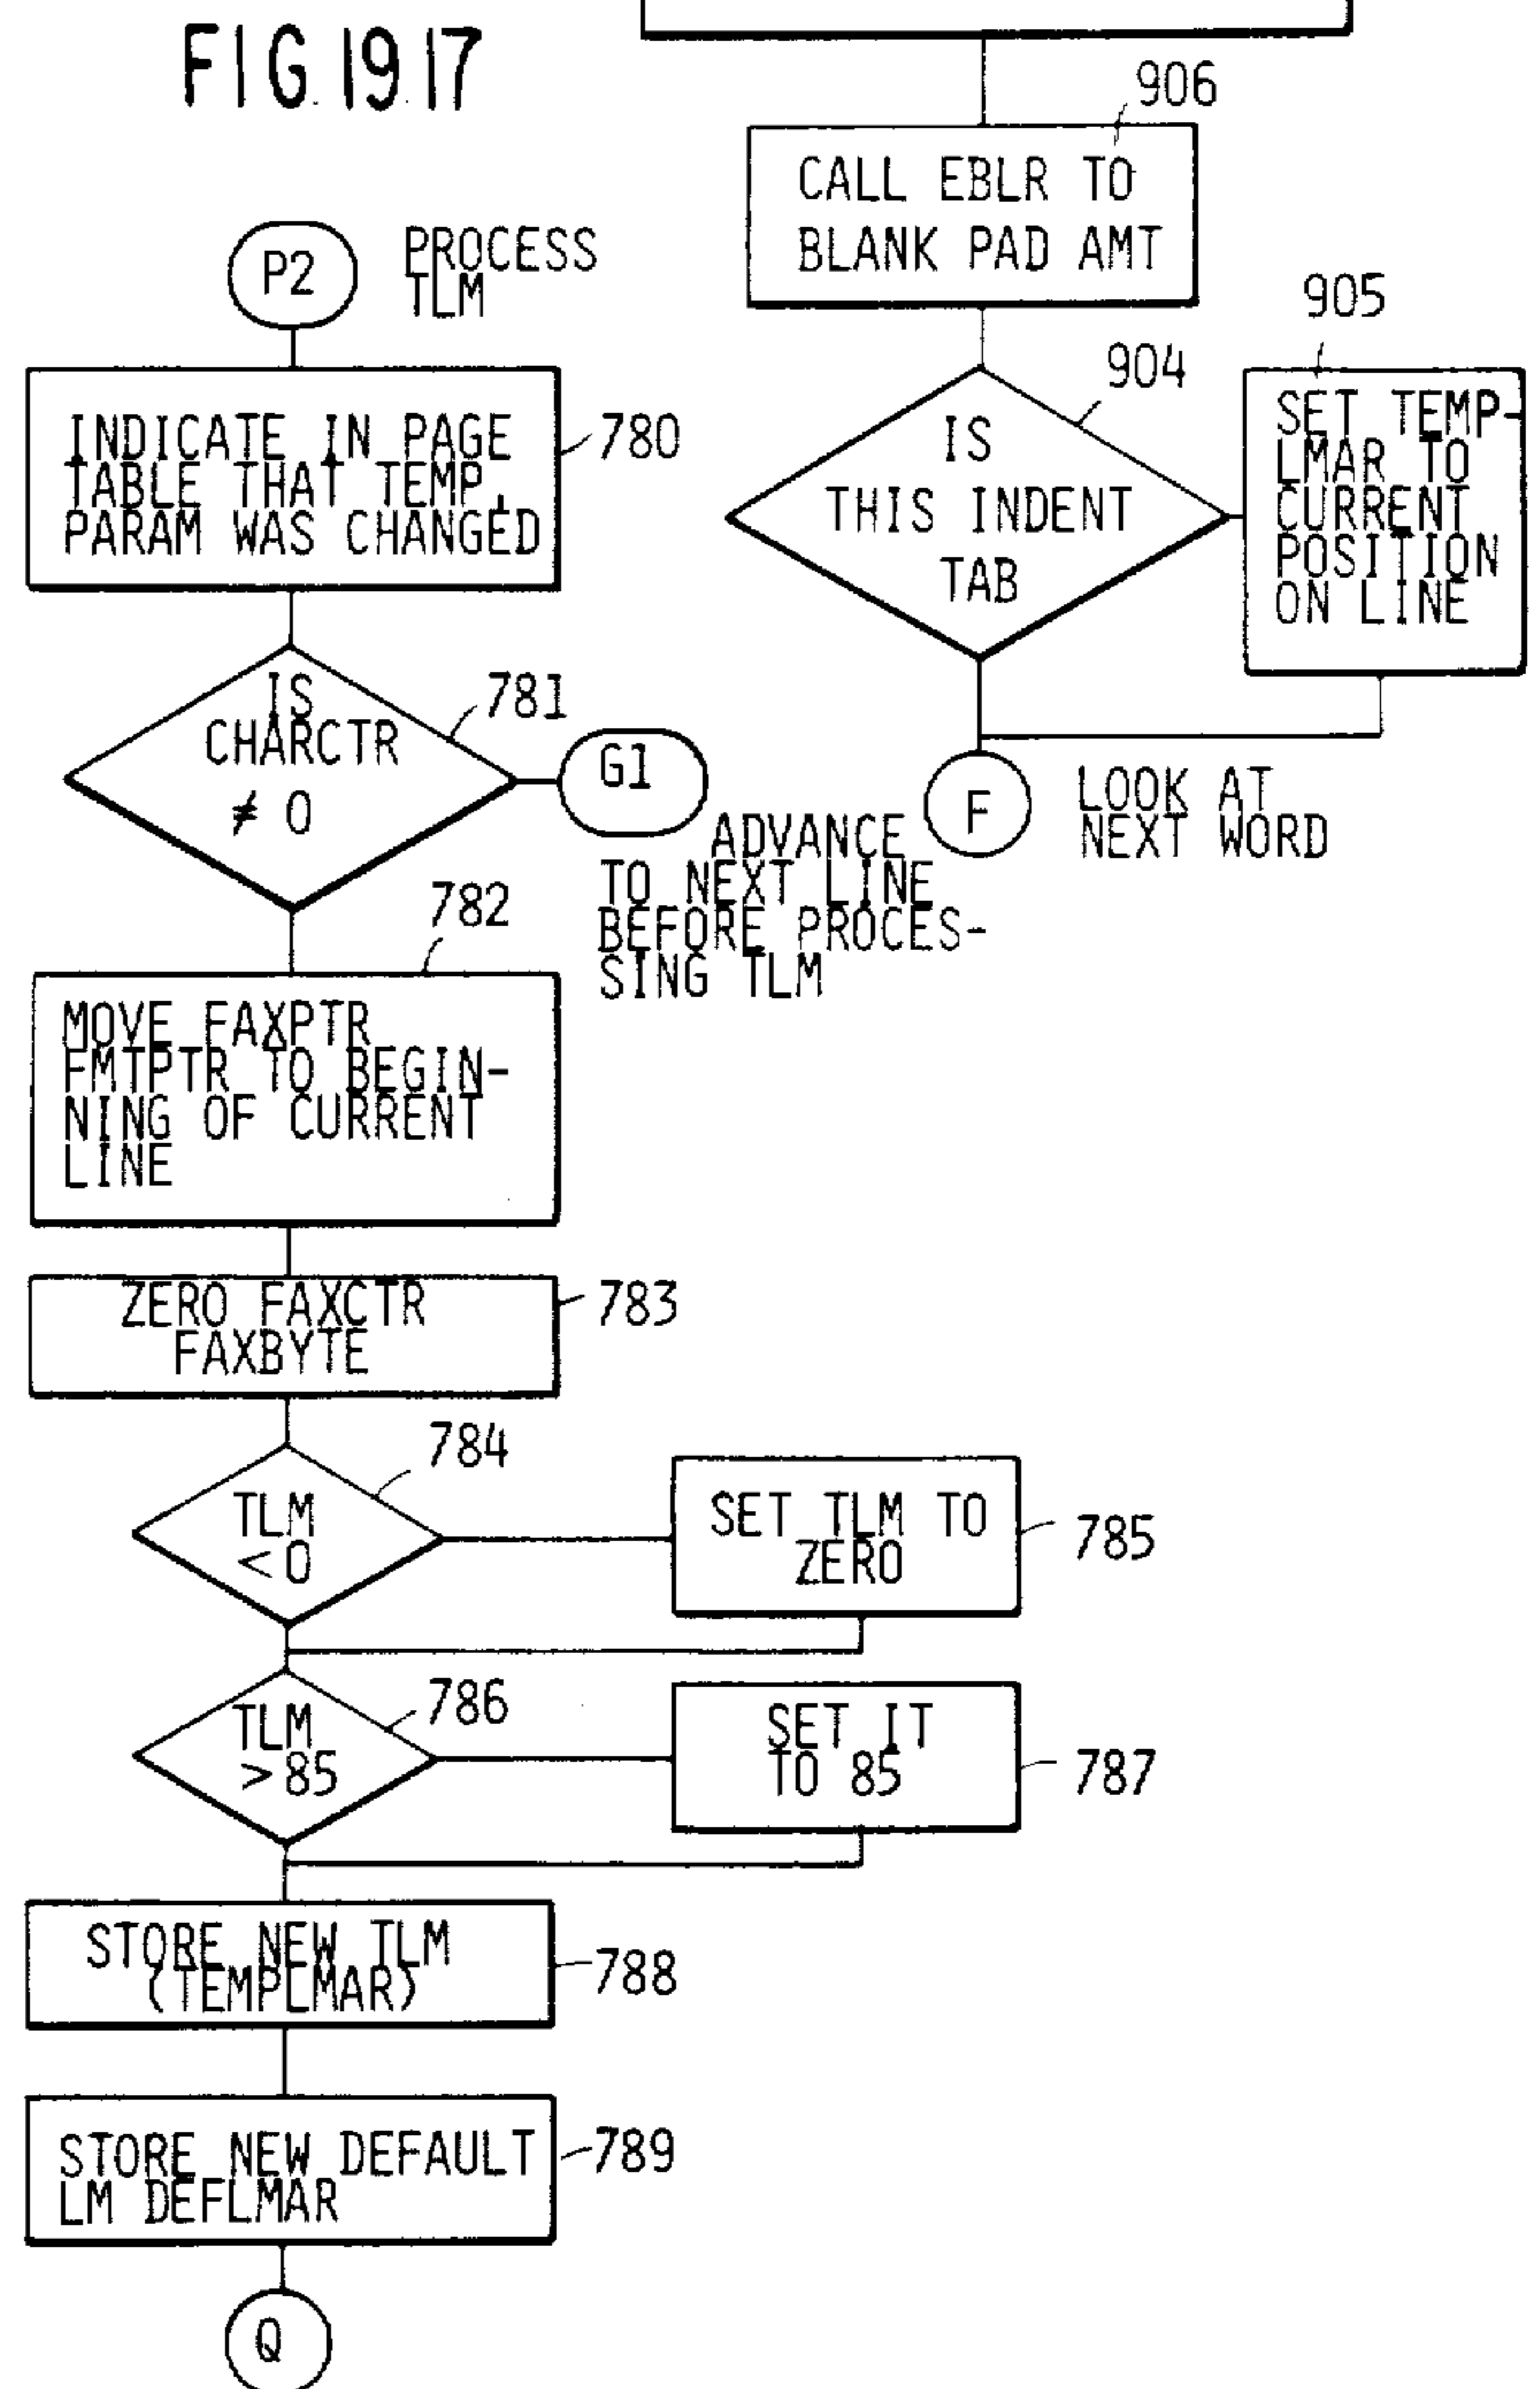 FIG 19.17
P2
PROCESS
TLM
INDICATE IN PAGE
TABLE THAT TEMP.
PARAM WAS CHANGED
780
IS
CHARCTR
≠ 0
781
G1
ADVANCE
TO NEXT LINE
BEFORE PROCES-
SING TLM
782
MOVE FAXPTR
FMTPTR TO BEGIN-
NING OF CURRENT
LINE
ZERO FAXCTR
FAXBYTE
783
784
TLM
< 0
SET TLM TO
ZERO
785
786
TLM
> 85
SET IT
TO 85
787
STORE NEW TLM
(TEMPLMAR)
788
STORE NEW DEFAULT
LM DEFLMAR
789
Q
906
CALL EBLR TO
BLANK PAD AMT
904
IS
THIS INDENT
TAB
905
SET TEMP-
LMAR TO
CURRENT
POSITION
ON LINE
F
LOOK AT
NEXT WORD